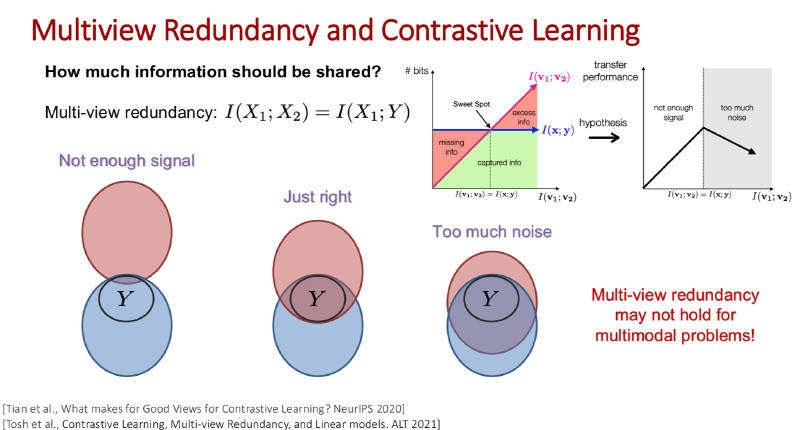 Multiview Redundancy and Contrastive Learning
How much information should be shared?
Multi-view redundancy: I(X₁; X₂) = I(X₁; Y)
# bits
I(v₁; v₂)
Sweet Spot
excess
info
I(x; y)
missing
info
captured info
I(v₁; v₂) = I(x; y)
I(v₁; v₂)
hypothesis
transfer
performance
not enough
signal
too much
noise
I(v₁; v₂) = I(x; y)
I(v₁; v₂)
Not enough signal
Y
Just right
Y
Too much noise
Y
Multi-view redundancy
may not hold for
multimodal problems!
[Tian et al., What makes for Good Views for Contrastive Learning? NeurIPS 2020]
[Tosh et al., Contrastive Learning, Multi-view Redundancy, and Linear models. ALT 2021]